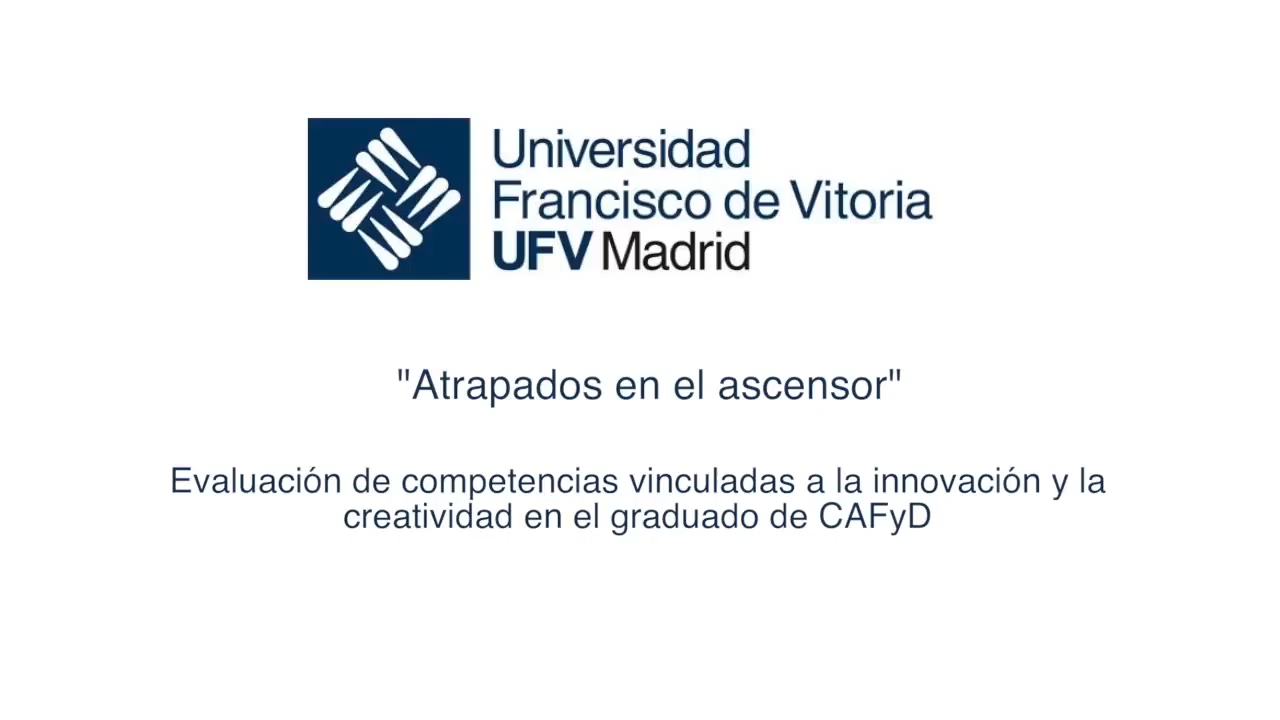 Universidad
Francisco de Vitoria
UFV Madrid
"Atrapados en el ascensor"
Evaluación de competencias vinculadas a la innovación y la
creatividad en el graduado de CAFyD